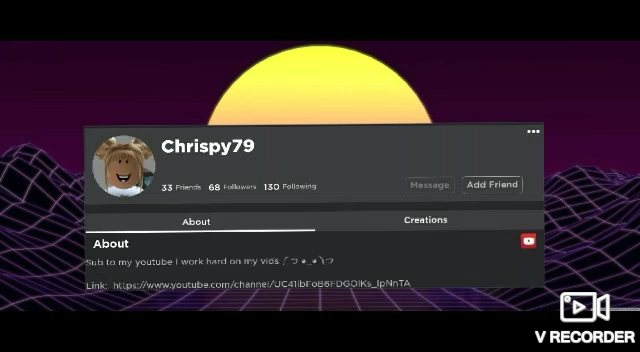 Chrispy79
33 Friends 68 Followers 130 Following
Message Add Friend
About Creations
About
Sub to my youtube I work hard on my vids
Link: https://www.youtube.com/channel/
V RECORDER